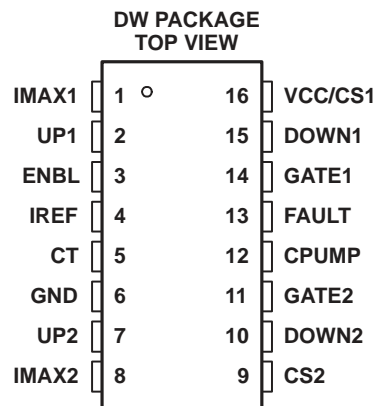 DW PACKAGE
TOP VIEW
IMAX1 1 16 VCC/CS1
UP1 2 15 DOWN1
ENBL 3 14 GATE1
IREF 4 13 FAULT
CT 5 12 CPUMP
GND 6 11 GATE2
UP2 7 10 DOWN2
IMAX2 8 9 CS2